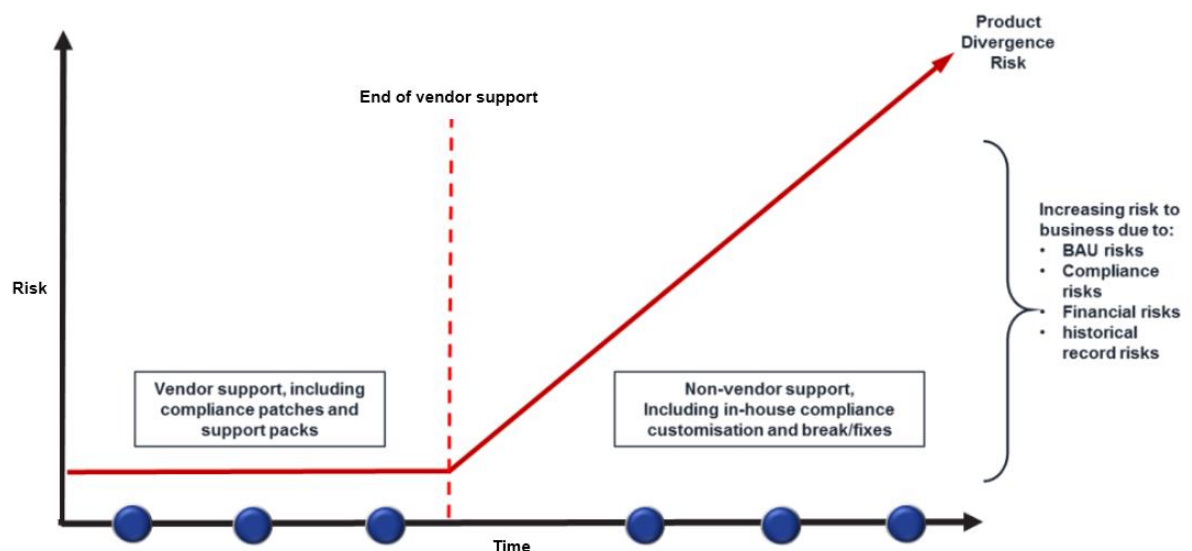 Product
Divergence
Risk
End of vendor support
Increasing risk to
business due to:
• BAU risks
• Compliance
risks
• Financial risks
• historical
record risks
Risk
Vendor support, including
compliance patches and
support packs
Non-vendor support,
Including in-house compliance
customisation and break/fixes
Time